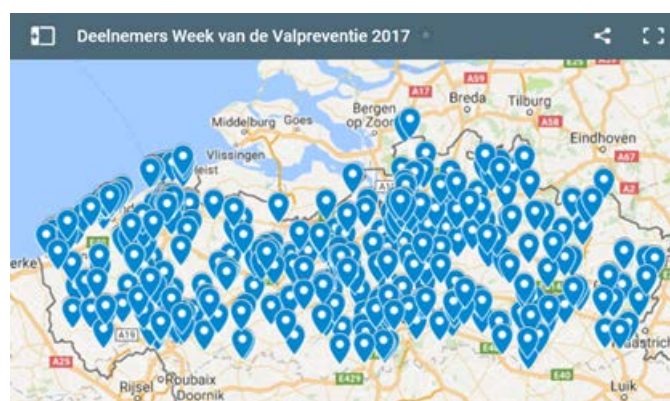 Deelnemers Week van de Valpreventie 2017
A17
A59
Breda
Tilburg
Bergen
op Zoom
A58
Middelburg
Goes
Eindhoven
Vlissingen
A67
A2
E40
A19
A25
Maastricht
Rijsel
Roubaix
Doornik
E429
E40
Luik